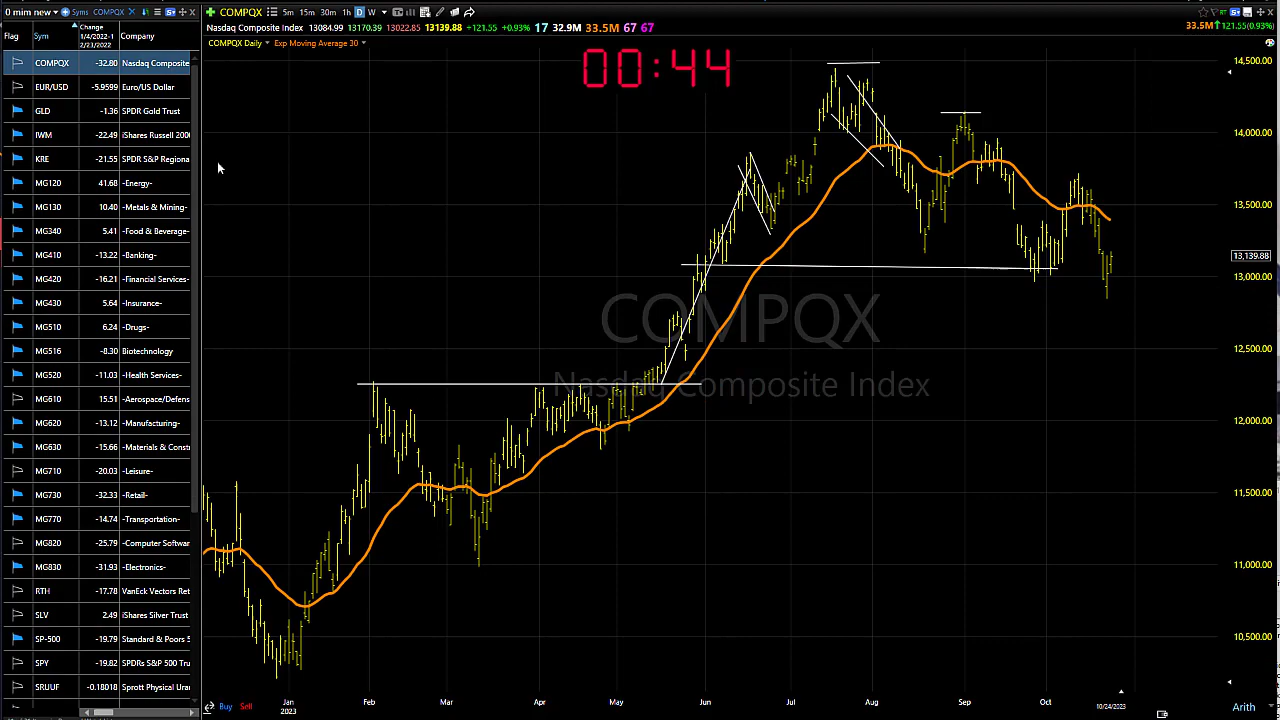 0 min new Syms COMPQX
Change
Flag Sym 1/4/2022-1 Company
2/23/2022
COMPQX -32.80 Nasdaq Composite
EUR/USD -5.9599 Euro/US Dollar
GLD -1.36 SPDR Gold Trust
IWM -22.49 iShares Russell 200
KRE -21.55 SPDR S&P Regiona
MG120 41.68 -Energy-
MG130 10.40 -Metals & Mining-
MG340 5.41 -Food & Beverage-
MG410 -13.22 -Banking-
MG420 -16.21 -Financial Services-
MG430 5.64 -Insurance-
MG510 6.24 -Drugs-
MG516 -8.30 Biotechnology
MG520 -11.03 -Health Services-
MG610 15.51 -Aerospace/Defens
MG620 -13.12 -Manufacturing-
MG630 -15.66 -Materials & Constr
MG710 -20.03 -Leisure-
MG730 -32.33 -Retail-
MG770 -14.74 -Transportation-
MG820 -25.79 -Computer Softwar
MG830 -31.93 -Electronics-
RTH -17.78 VanEck Vectors Ret
SLV 2.49 iShares Silver Trust
SP-500 -19.79 Standard & Poors 5
SPY -19.82 SPDRs S&P 500 Tru
SRUUF -0.18018 Sprott Physical Ura
COMPQX 5m 15m 30m 1h D W
Nasdaq Composite Index 13084.99 13170.39 13022.85 13139.88 +121.55 +0.93% 17 32.9M 33.5M 67 67
33.5M 121.55(0.93%)
COMPQX Daily Exp Moving Average 30
00:44
14,500.00
14,000.00
13,500.00
13,139.88
13,000.00
12,500.00
12,000.00
11,500.00
11,000.00
10,500.00
COMPQX
Nasdaq Composite Index
Jan Feb Mar Apr May Jun Jul Aug Sep Oct
2023 10/24/2023
Buy Sell
Arith